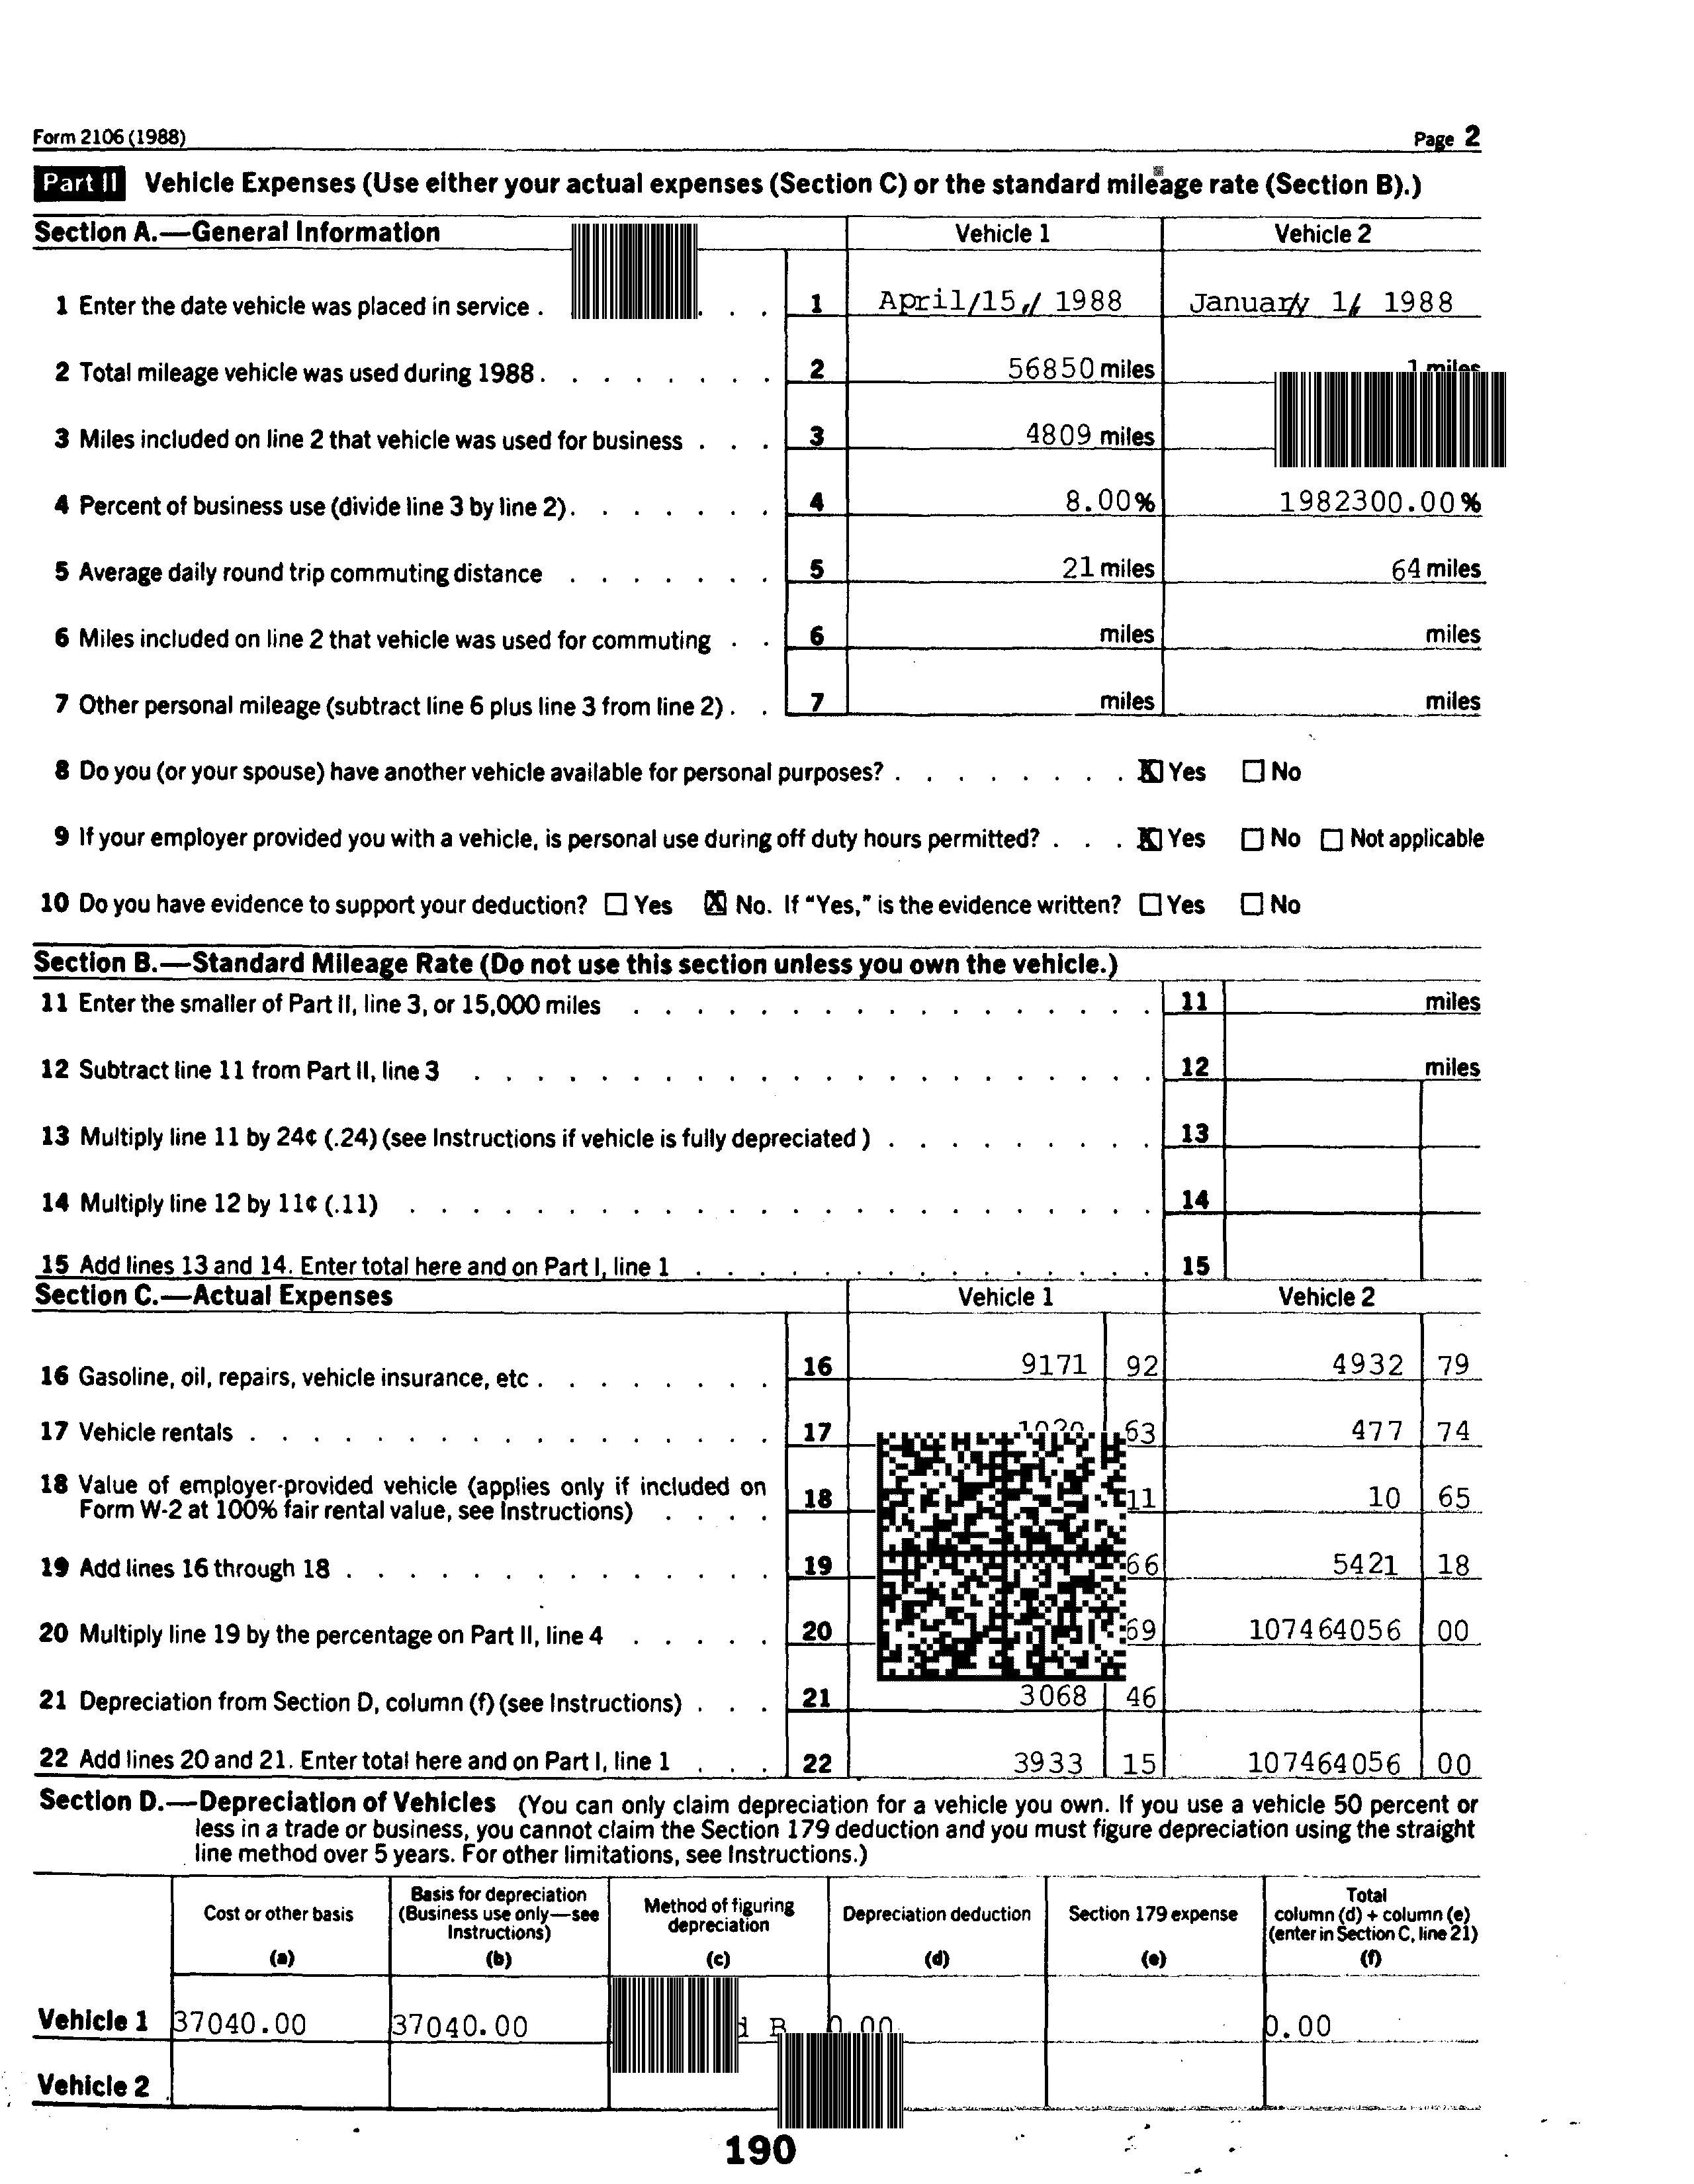 Form 2106 (1988) Page 2
Part II Vehicle Expenses (Use either your actual expenses (Section C) or the standard mileage rate (Section B).)
Section A.—General Information Vehicle 1 Vehicle 2
1 Enter the date vehicle was placed in service . . . . 1 April/15,/ 1988 January 1, 1988
2 Total mileage vehicle was used during 1988 . . . . . . . . 2 56850 miles 1 miles
3 Miles included on line 2 that vehicle was used for business . . . 3 4809 miles
4 Percent of business use (divide line 3 by line 2) . . . . . . . 4 8.00% 1982300.00%
5 Average daily round trip commuting distance . . . . . . . 5 21 miles 64 miles
6 Miles included on line 2 that vehicle was used for commuting . . 6 miles miles
7 Other personal mileage (subtract line 6 plus line 3 from line 2) . . 7 miles miles
8 Do you (or your spouse) have another vehicle available for personal purposes? . . . . . . . . X Yes No
9 If your employer provided you with a vehicle, is personal use during off duty hours permitted? . . . X Yes No Not applicable
10 Do you have evidence to support your deduction? Yes X No. If "Yes," is the evidence written? Yes No
Section B.—Standard Mileage Rate (Do not use this section unless you own the vehicle.)
11 Enter the smaller of Part II, line 3, or 15,000 miles . . . . . . . . . . . . . . . . . 11 miles
12 Subtract line 11 from Part II, line 3 . . . . . . . . . . . . . . . . . . . . . . 12 miles
13 Multiply line 11 by 24¢ (.24) (see Instructions if vehicle is fully depreciated ) . . . . . . . . . 13
14 Multiply line 12 by 11¢ (.11) . . . . . . . . . . . . . . . . . . . . . . . . 14
15 Add lines 13 and 14. Enter total here and on Part I, line 1 . . . . . . . . . . . . . . . 15
Section C.—Actual Expenses Vehicle 1 Vehicle 2
16 Gasoline, oil, repairs, vehicle insurance, etc . . . . . . . . 16 9171 92 4932 79
17 Vehicle rentals . . . . . . . . . . . . . . . . . 17 63 477 74
18 Value of employer-provided vehicle (applies only if included on
Form W-2 at 100% fair rental value, see Instructions) . . . . 18 11 10 65
19 Add lines 16 through 18 . . . . . . . . . . . . . . 19 66 5421 18
20 Multiply line 19 by the percentage on Part II, line 4 . . . . . 20 69 107464056 00
21 Depreciation from Section D, column (f) (see Instructions) . . . 21 3068 46
22 Add lines 20 and 21. Enter total here and on Part I, line 1 . . . 22 3933 15 107464056 00
Section D.—Depreciation of Vehicles (You can only claim depreciation for a vehicle you own. If you use a vehicle 50 percent or
less in a trade or business, you cannot claim the Section 179 deduction and you must figure depreciation using the straight
line method over 5 years. For other limitations, see Instructions.)
Cost or other basis
(a)
Basis for depreciation
(Business use only—see
Instructions)
(b)
Method of figuring
depreciation
(c)
Depreciation deduction
(d)
Section 179 expense
(e)
Total
column (d) + column (e)
(enter in Section C, line 21)
(f)
Vehicle 1 37040.00 37040.00 B 0.00 0.00
Vehicle 2
190